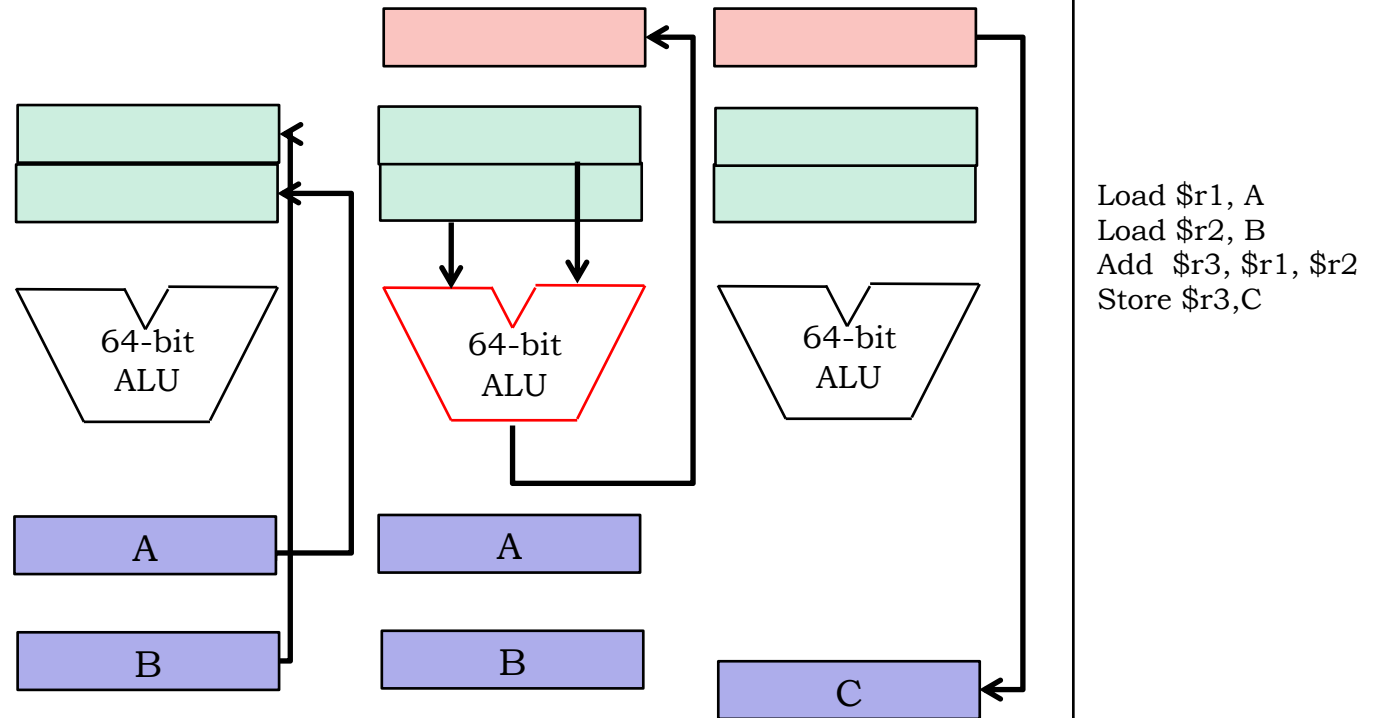 64-bit
ALU
A
B
64-bit
ALU
A
B
64-bit
ALU
C
Load $r1, A
Load $r2, B
Add  $r3, $r1, $r2
Store $r3,C